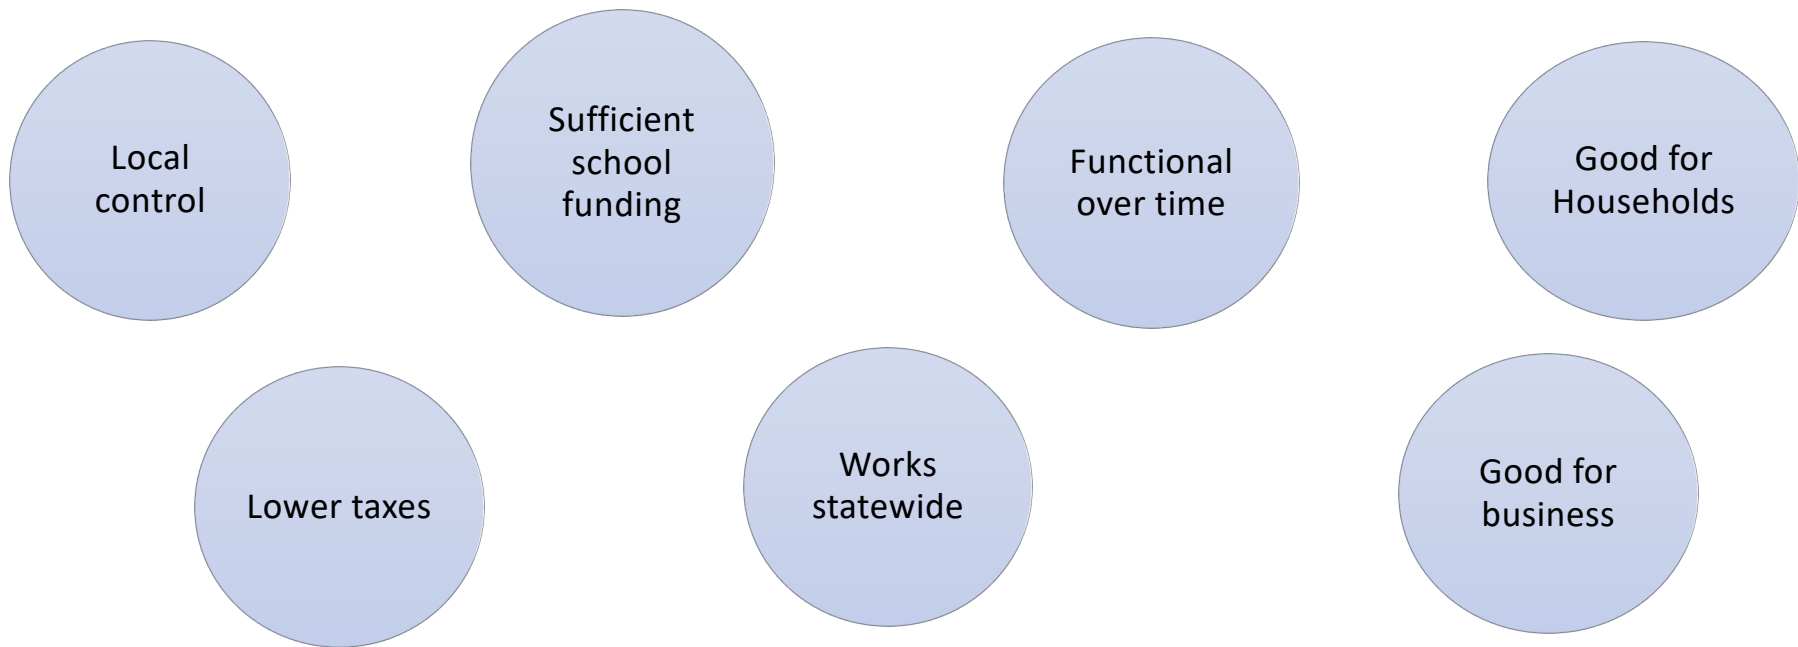 Local
control
Sufficient
school
funding
Functional
over time
Good for
Households
Lower taxes
Works
statewide
Good for
business